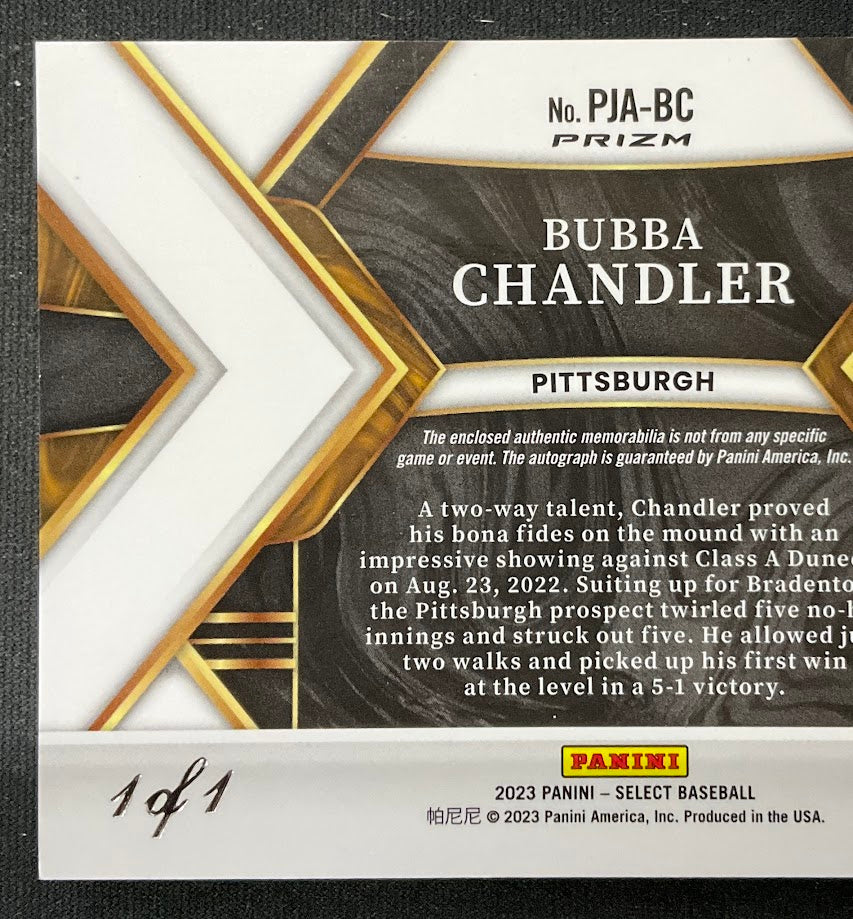 No. PJA-BC
PRIZM
BUBBA
CHANDLER
PITTSBURGH
The enclosed authentic memorabilia is not from any specific
game or event. The autograph is guaranteed by Panini America, Inc.
A two-way talent, Chandler proved
his bona fides on the mound with an
impressive showing against Class A
on Aug. 23, 2022. Suiting up for
the Pittsburgh prospect twirled five
innings and struck out five. He allowed
two walks and picked up his first win
at the level in a 5-1 victory.
1 of 1
PANINI
2023 PANINI – SELECT BASEBALL
帕尼尼 © 2023 Panini America, Inc. Produced in the USA.